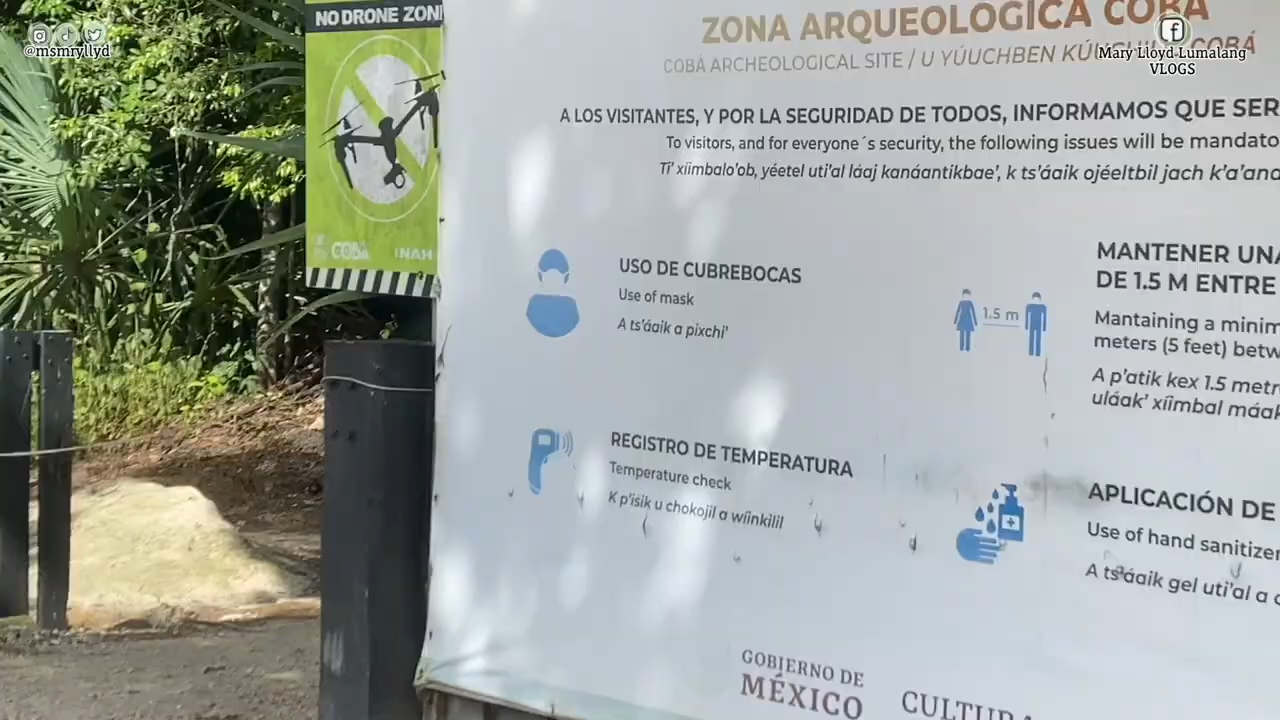 NO DRONE ZON
@msmryllyd
COBÁ
INAH
ZONA ARQUEOLÓGICA COBÁ
COBÁ ARCHEOLOGICAL SITE / U YÚUCHBEN
COBÁ
Mary Lloyd Lumalang
VLOGS
A LOS VISITANTES, Y POR LA SEGURIDAD DE TODOS, INFORMAMOS QUE SER
To visitors, and for everyone´s security, the following issues will be mandato
Ti' xíimbalo'ob, yéetel uti'al láaj kanáantikbae', k ts'áaik ojéeltbil jach k'a'ana
USO DE CUBREBOCAS
Use of mask
A ts'áaik a pixchi'
MANTENER UNA
DE 1.5 M ENTRE
1.5 m
Mantaining a minim
meters (5 feet) betw
A p'atik kex 1.5 metr
uláak' xíimbal máak
REGISTRO DE TEMPERATURA
Temperature check
K p'isik u chokojil a wíinkilil
APLICACIÓN DE
Use of hand sanitizer
A ts'áaik gel uti'al a
GOBIERNO DE
MÉXICO
CULTURA